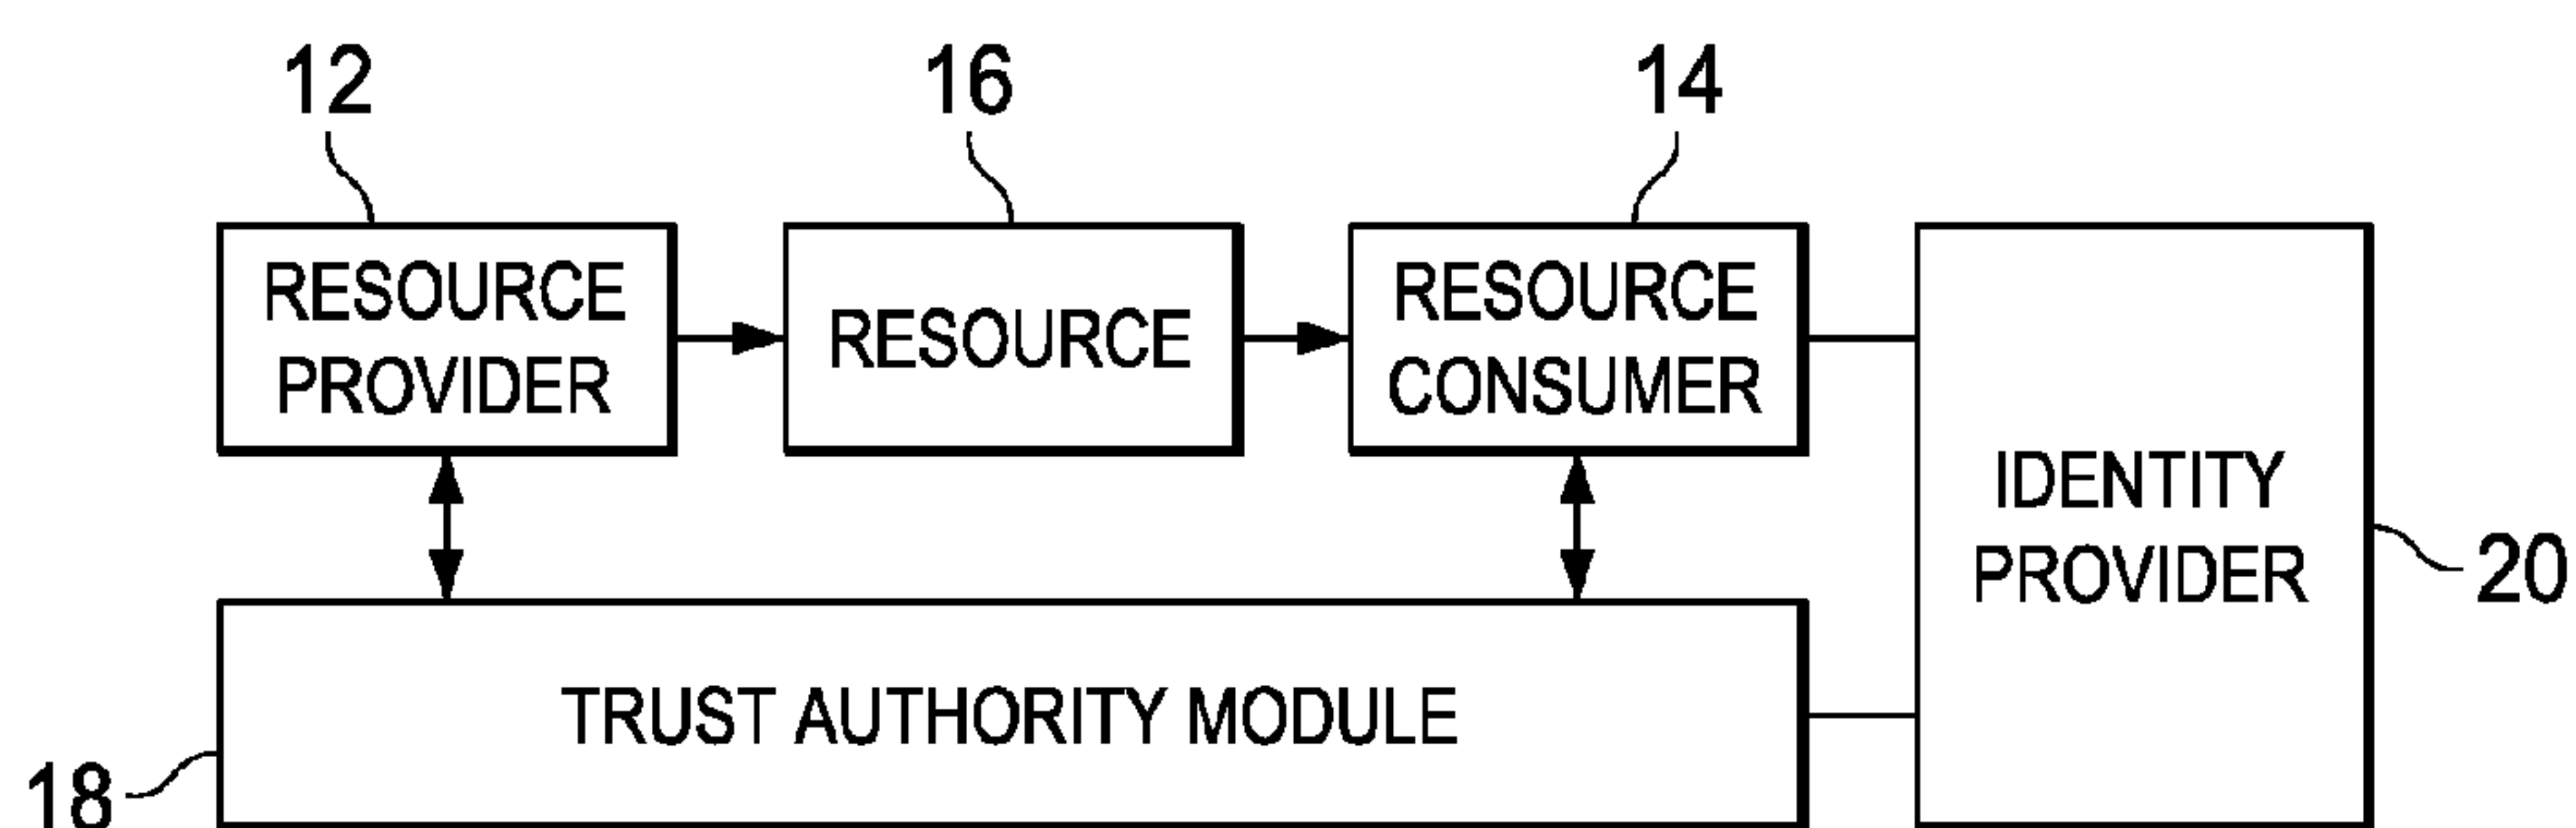 12
16
14
RESOURCE
PROVIDER
RESOURCE
RESOURCE
CONSUMER
IDENTITY
PROVIDER
20
TRUST AUTHORITY MODULE
18